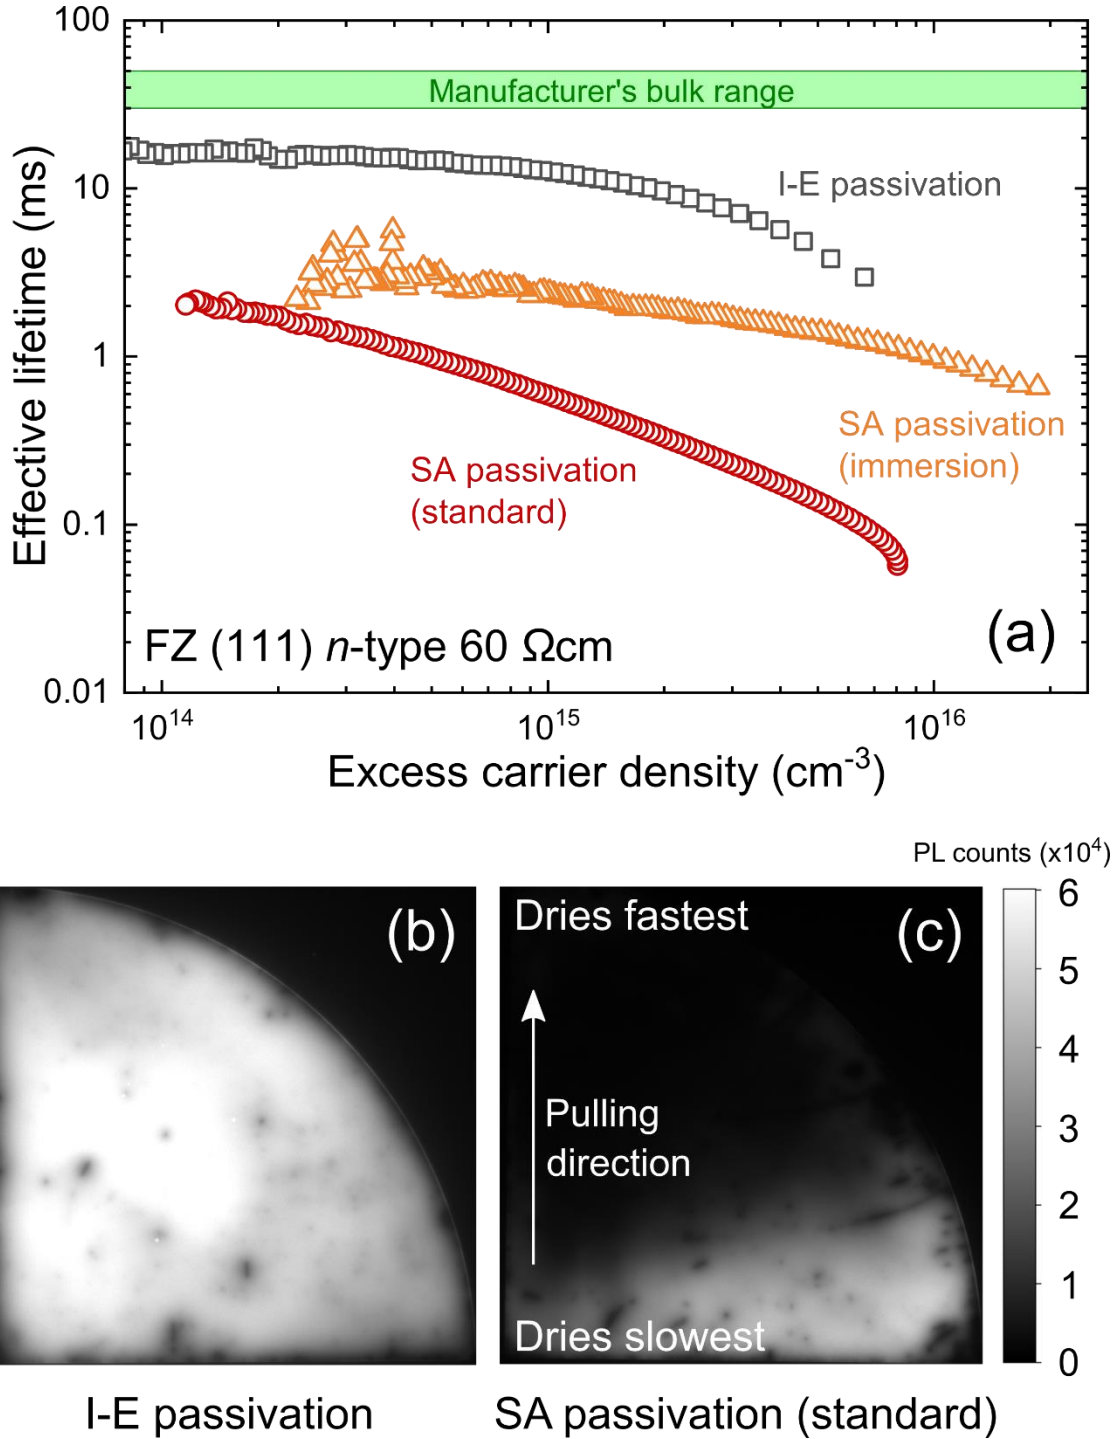 100
10
1
0.1
0.01
Effective lifetime (ms)
Manufacturer's bulk range
I-E passivation
SA passivation
(immersion)
SA passivation
(standard)
FZ (111) n-type 60 Ωcm
(a)
10¹⁴
10¹⁵
10¹⁶
Excess carrier density (cm⁻³)
PL counts (x10⁴)
(b)
Dries fastest
(c)
Pulling
direction
Dries slowest
6
5
4
3
2
1
0
I-E passivation
SA passivation (standard)